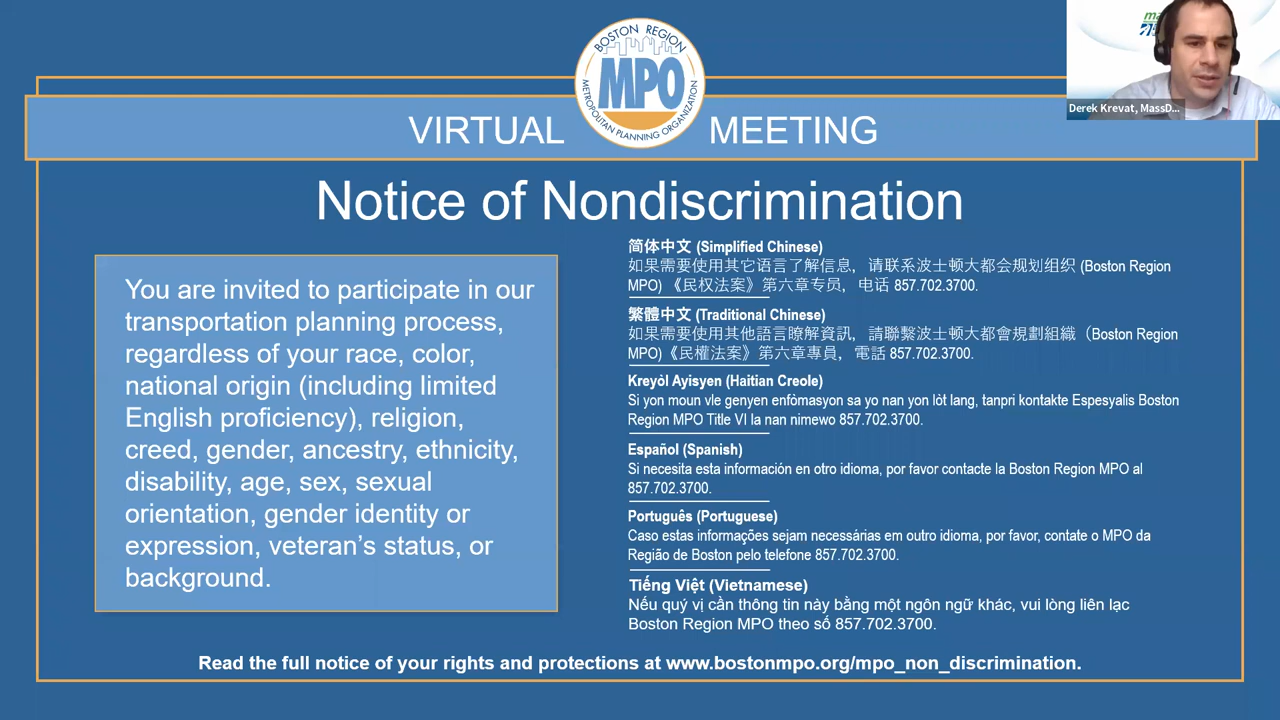 BOSTON REGION
MPO
METROPOLITAN PLANNING ORGANIZATION
VIRTUAL MEETING
Derek Krevat, MassD...
Notice of Nondiscrimination
You are invited to participate in our
transportation planning process,
regardless of your race, color,
national origin (including limited
English proficiency), religion,
creed, gender, ancestry, ethnicity,
disability, age, sex, sexual
orientation, gender identity or
expression, veteran’s status, or
background.
简体中文 (Simplified Chinese)
如果需要使用其它语言了解信息，请联系波士顿大都会规划组织 (Boston Region
MPO) 《民权法案》第六章专员，电话 857.702.3700.
繁體中文 (Traditional Chinese)
如果需要使用其他語言瞭解資訊，請聯繫波士顿大都會規劃組織（Boston Region
MPO)《民權法案》第六章專員，電話 857.702.3700.
Kreyòl Ayisyen (Haitian Creole)
Si yon moun vle genyen enfòmasyon sa yo nan yon lòt lang, tanpri kontakte Espesyalis Boston
Region MPO Title VI la nan nimewo 857.702.3700.
Español (Spanish)
Si necesita esta información en otro idioma, por favor contacte la Boston Region MPO al
857.702.3700.
Português (Portuguese)
Caso estas informações sejam necessárias em outro idioma, por favor, contate o MPO da
Região de Boston pelo telefone 857.702.3700.
Tiếng Việt (Vietnamese)
Nếu quý vị cần thông tin này bằng một ngôn ngữ khác, vui lòng liên lạc
Boston Region MPO theo số 857.702.3700.
Read the full notice of your rights and protections at www.bostonmpo.org/mpo_non_discrimination.